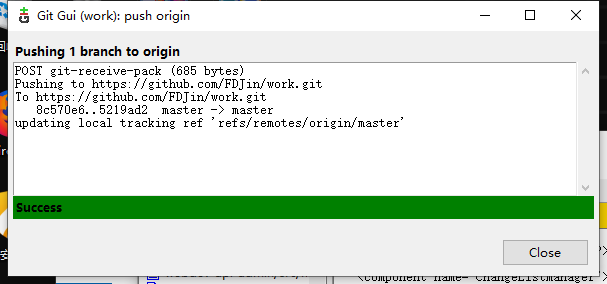 Git Gui (work): push origin
Pushing 1 branch to origin
POST git-receive-pack (685 bytes)
Pushing to https://github.com/FDJin/work.git
To https://github.com/FDJin/work.git
8c570e6..5219ad2 master -> master
updating local tracking ref 'refs/remotes/origin/master'
Success
Close